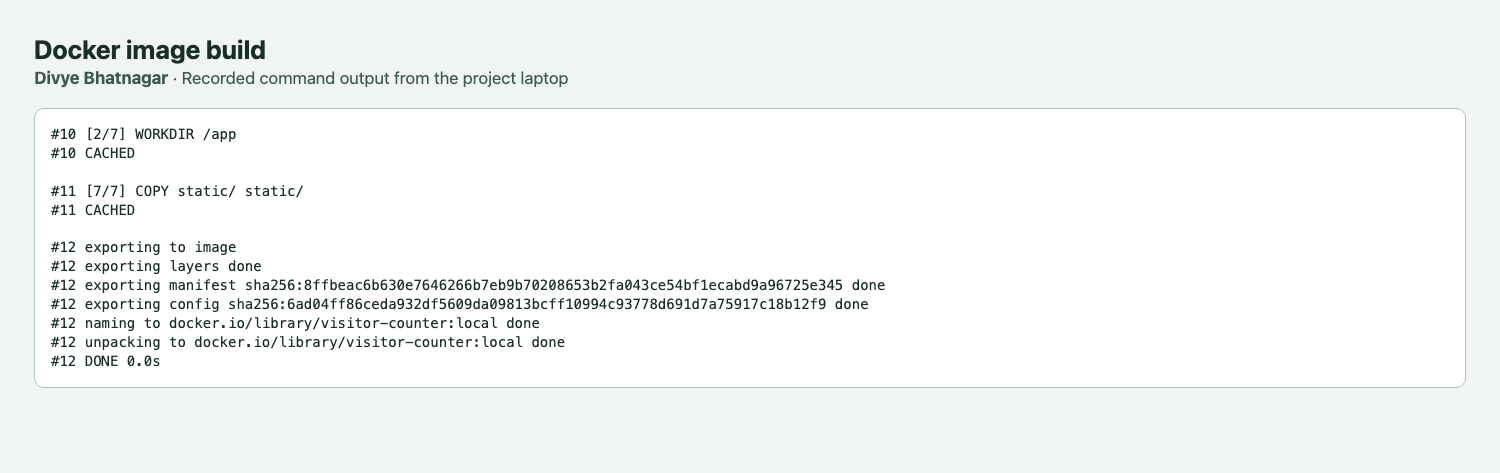 Docker image build
Divye Bhatnagar · Recorded command output from the project laptop
#10 [2/7] WORKDIR /app
#10 CACHED
#11 [7/7] COPY static/ static/
#11 CACHED
#12 exporting to image
#12 exporting layers done
#12 exporting manifest sha256:8ffbeac6b630e7646266b7eb9b70208653b2fa043ce54bf1ecabd9a96725e345 done
#12 exporting config sha256:6ad04ff86ceda932df5609da09813bcff10994c93778d691d7a75917c18b12f9 done
#12 naming to docker.io/library/visitor-counter:local done
#12 unpacking to docker.io/library/visitor-counter:local done
#12 DONE 0.0s